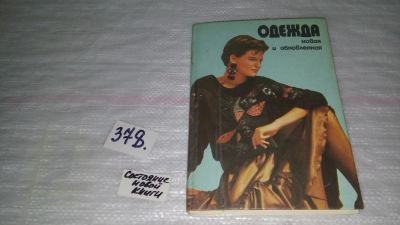 ОДЕЖДА
новая
и обновленная
378.
Состояние
новой
книги